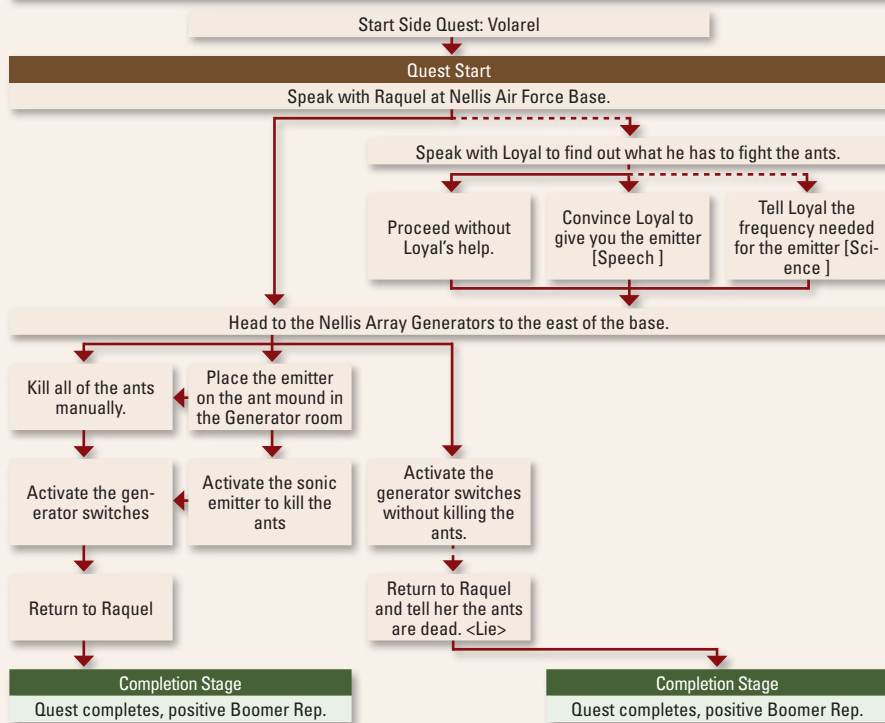 Start Side Quest: Volarel
Quest Start
Speak with Raquel at Nellis Air Force Base.
Speak with Loyal to find out what he has to fight the ants.
Proceed without
Loyal's help.
Convince Loyal to
give you the emitter
[Speech ]
Tell Loyal the
frequency needed
for the emitter [Sci-
ence ]
Head to the Nellis Array Generators to the east of the base.
Kill all of the ants
manually.
Place the emitter
on the ant mound in
the Generator room
Activate the gen-
erator switches
Activate the sonic
emitter to kill the
ants
Activate the
generator switches
without killing the
ants.
Return to Raquel
Return to Raquel
and tell her the ants
are dead. <Lie>
Completion Stage
Quest completes, positive Boomer Rep.
Completion Stage
Quest completes, positive Boomer Rep.